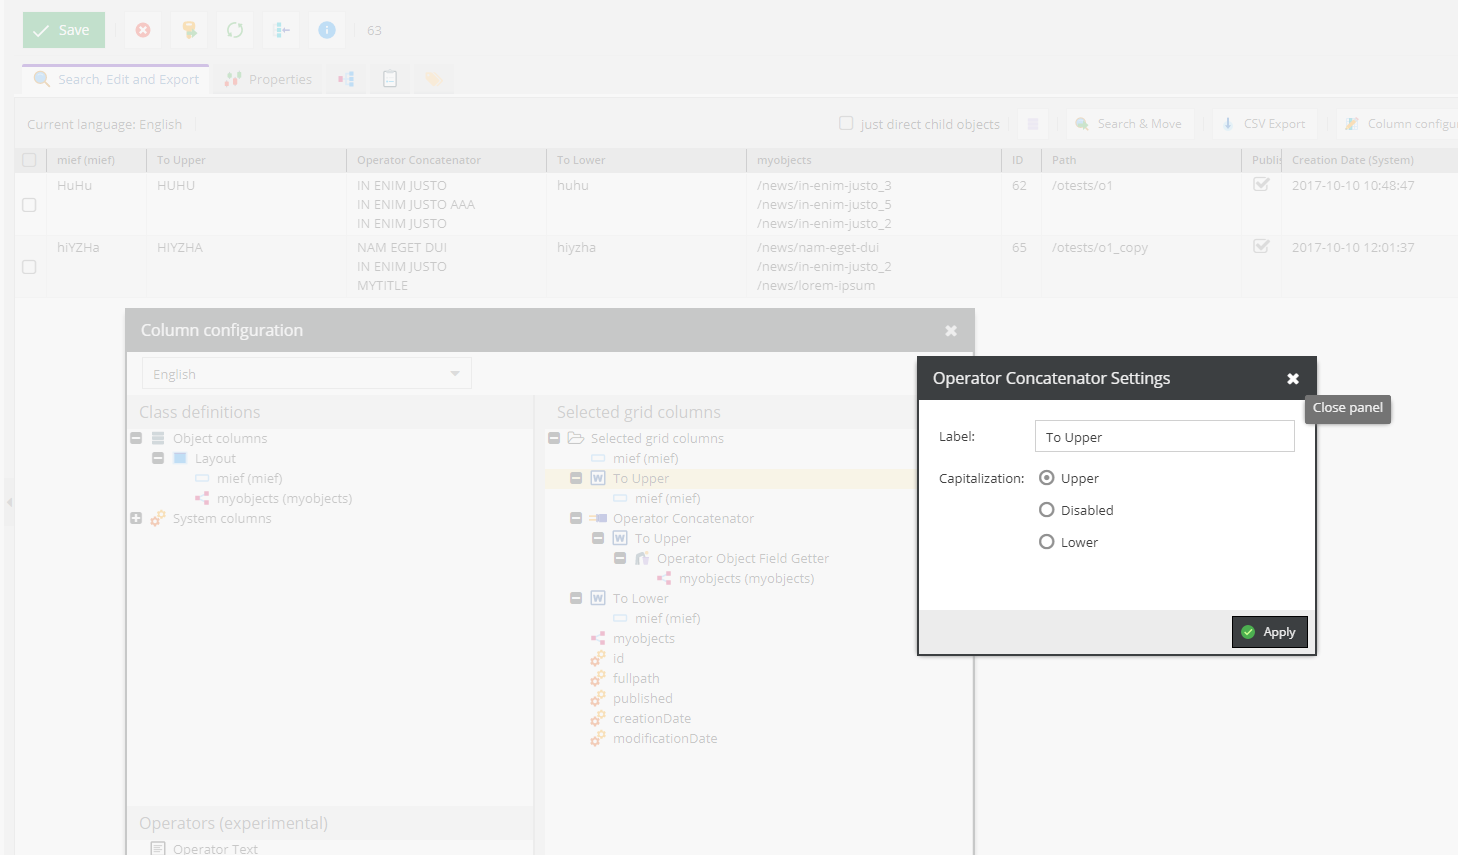 Save 63
Search, Edit and Export Properties
Current language: English just direct child objects Search & Move CSV Export Column configu
mief (mief) To Upper Operator Concatenator To Lower myobjects ID Path Publis Creation Date (System)
HuHu HUHU IN ENIM JUSTO huhu /news/in-enim-justo_3 62 /otests/o1 2017-10-10 10:48:47
IN ENIM JUSTO AAA /news/in-enim-justo_5
IN ENIM JUSTO /news/in-enim-justo_2
hiYZHa HIYZHA NAM EGET DUI hiyzha /news/nam-eget-dui 65 /otests/o1_copy 2017-10-10 12:01:37
IN ENIM JUSTO /news/in-enim-justo_2
MYTITLE /news/lorem-ipsum
Column configuration
English
Class definitions
Object columns
Layout
mief (mief)
myobjects (myobjects)
System columns
Operators (experimental)
Operator Text
Selected grid columns
Selected grid columns
mief (mief)
To Upper
mief (mief)
Operator Concatenator
To Upper
Operator Object Field Getter
myobjects (myobjects)
To Lower
mief (mief)
myobjects
id
fullpath
published
creationDate
modificationDate
Operator Concatenator Settings
Close panel
Label: To Upper
Capitalization: Upper
Disabled
Lower
Apply